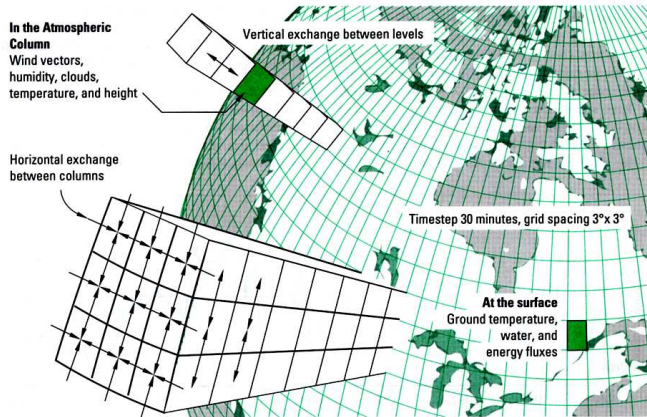 In the Atmospheric
Column
Wind vectors,
humidity, clouds,
temperature, and height
Vertical exchange between levels
Horizontal exchange
between columns
Timestep 30 minutes, grid spacing 3°x 3°
At the surface
Ground temperature,
water, and
energy fluxes